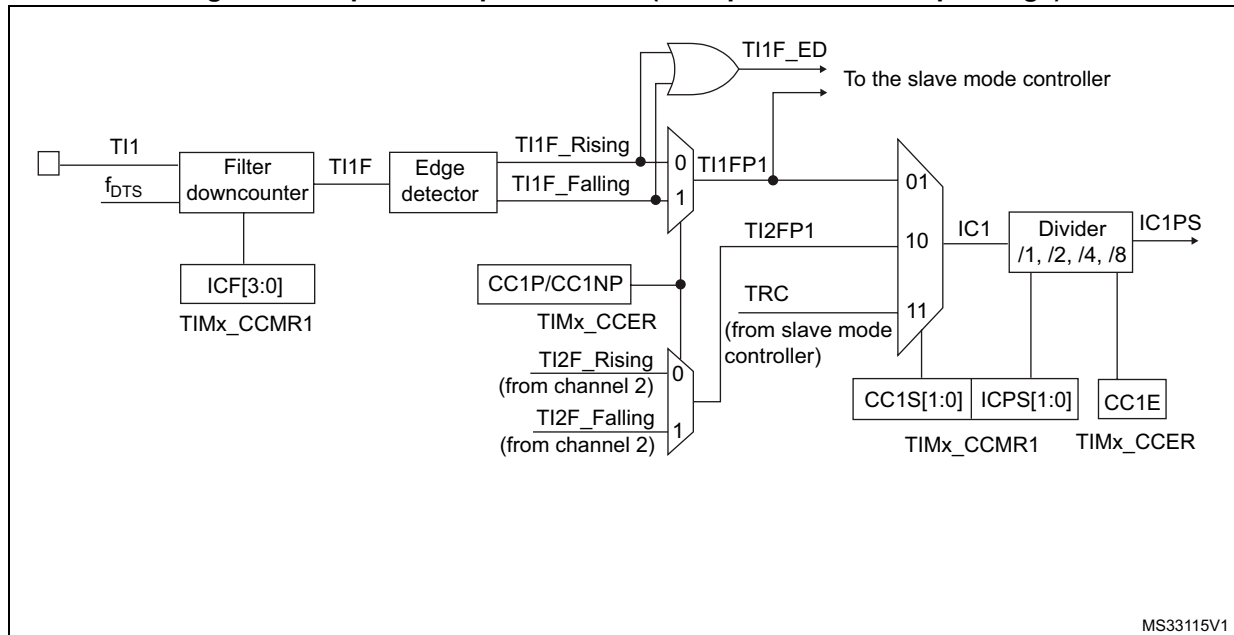 TI1F_ED
To the slave mode controller
TI1
f_DTS
Filter
downcounter
TI1F
Edge
detector
TI1F_Rising
TI1F_Falling
0
1
TI1FP1
TI2FP1
01
10
11
IC1
Divider
/1, /2, /4, /8
IC1PS
ICF[3:0]
TIMx_CCMR1
CC1P/CC1NP
TIMx_CCER
TRC
(from slave mode
controller)
TI2F_Rising
(from channel 2)
TI2F_Falling
(from channel 2)
0
1
CC1S[1:0]
ICPS[1:0]
TIMx_CCMR1
CC1E
TIMx_CCER
MS33115V1